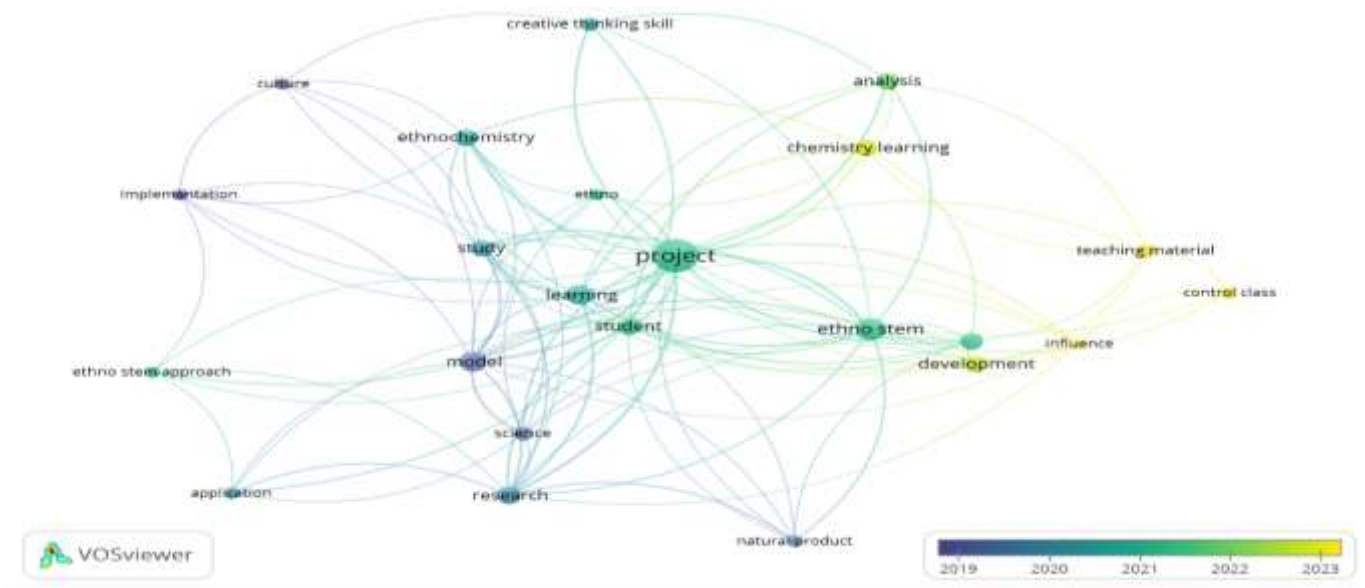 creative thinking skill
culture
analysis
ethnochemistry
chemistry learning
implementation
ethno
study
project
teaching material
learning
control class
student
ethno stem
influence
model
development
ethno stem approach
science
application
research
natural product
VOSviewer
2019 2020 2021 2022 2023